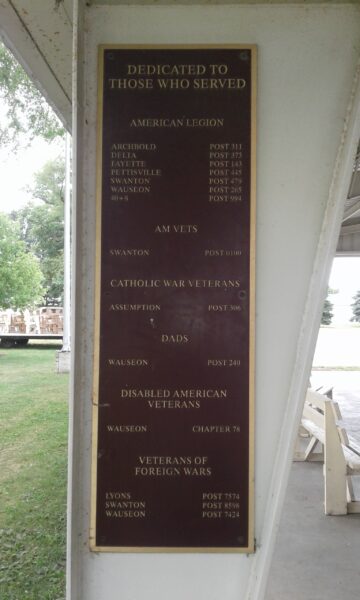 DEDICATED TO
THOSE WHO SERVED
AMERICAN LEGION
ARCHBOLD POST 311
DELTA POST 373
FAYETTE POST 143
PETTISVILLE POST 445
SWANTON POST 479
WAUSEON POST 265
40+8 POST 994
AM VETS
SWANTON POST 0100
CATHOLIC WAR VETERANS
ASSUMPTION POST 306
DADS
WAUSEON POST 240
DISABLED AMERICAN
VETERANS
WAUSEON CHAPTER 78
VETERANS OF
FOREIGN WARS
LYONS POST 7574
SWANTON POST 8598
WAUSEON POST 7424